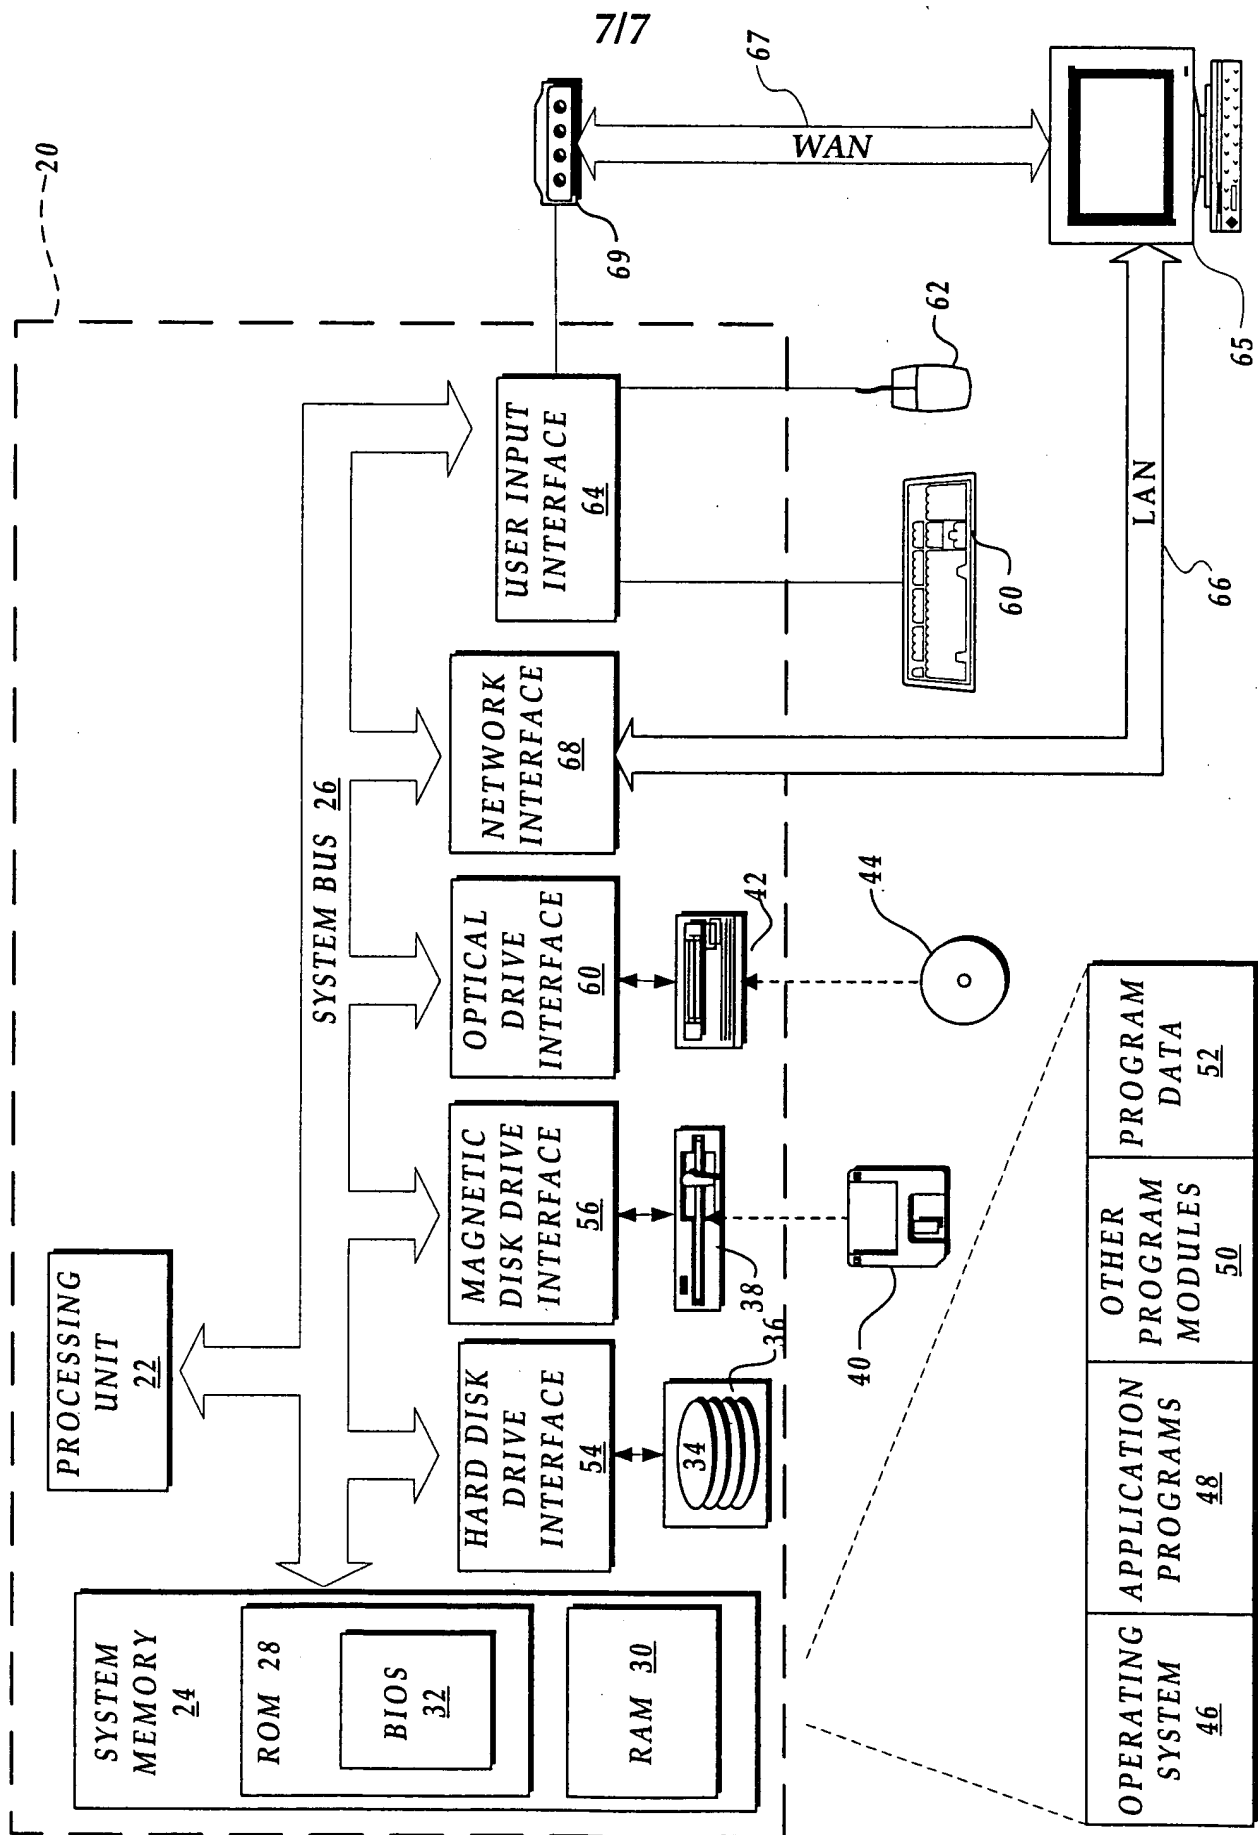 7/7
20
PROCESSING
UNIT
22
SYSTEM BUS 26
SYSTEM
MEMORY
24
ROM 28
BIOS
32
RAM 30
HARD DISK
DRIVE
INTERFACE
54
MAGNETIC
DISK DRIVE
INTERFACE
56
OPTICAL
DRIVE
INTERFACE
60
NETWORK
INTERFACE
68
USER INPUT
INTERFACE
64
34
36
38
42
40
44
60
62
69
67
WAN
LAN
66
65
OPERATING
SYSTEM
46
APPLICATION
PROGRAMS
48
OTHER
PROGRAM
MODULES
50
PROGRAM
DATA
52